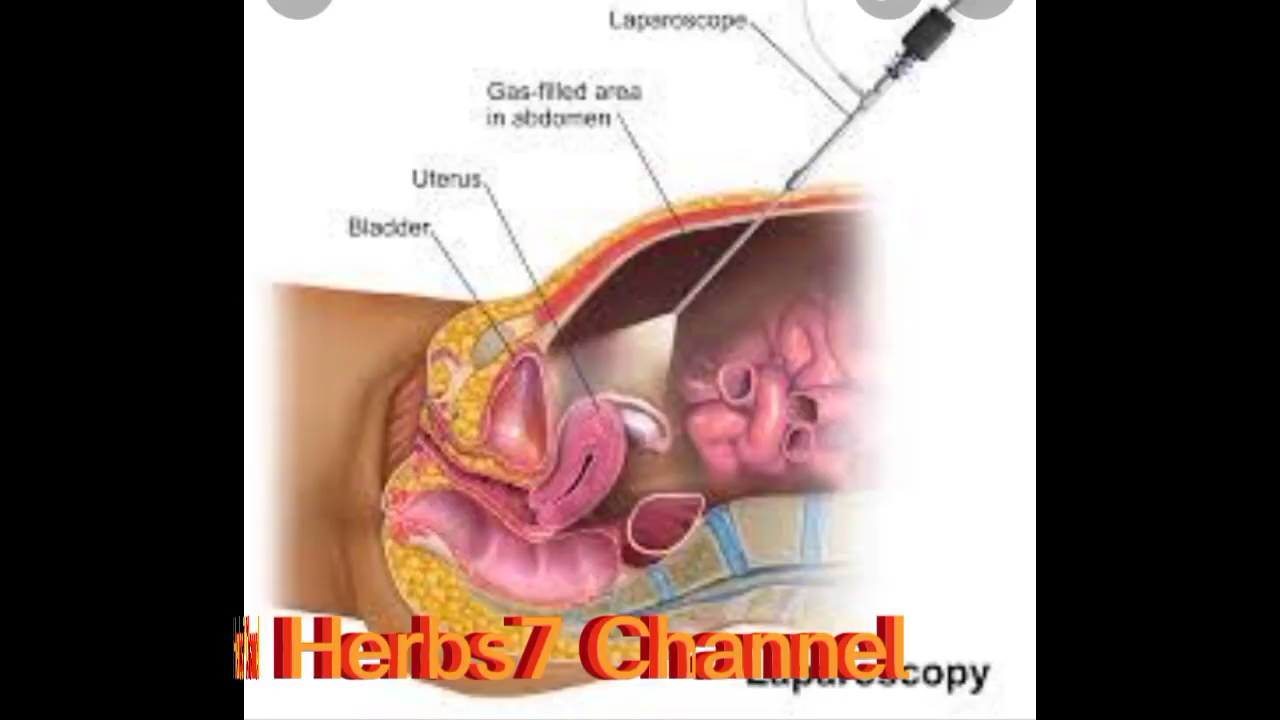 Laparoscope
Gas-filled area
in abdomen
Uterus
Bladder
Herbs7 Channel
Laparoscopy